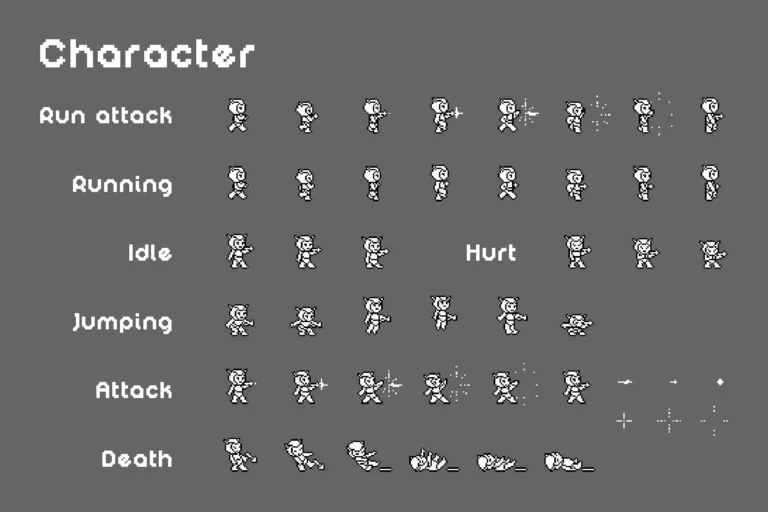 Character
Run attack
Running
Idle
Hurt
Jumping
Attack
Death